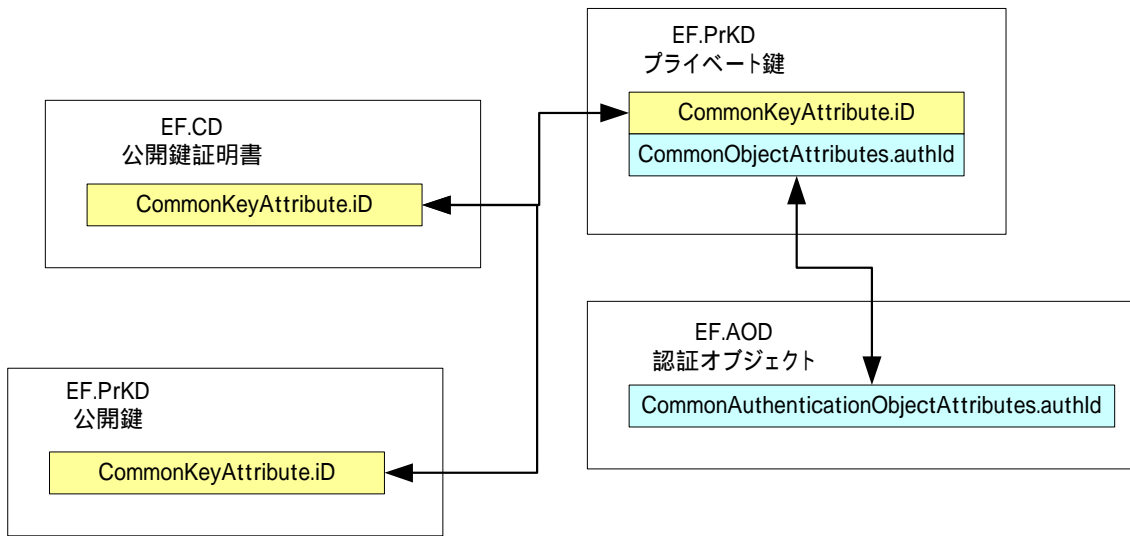 EF.PrKD
プライベート鍵
CommonKeyAttribute.iD
CommonObjectAttributes.authId
EF.CD
公開鍵証明書
CommonKeyAttribute.iD
EF.AOD
認証オブジェクト
CommonAuthenticationObjectAttributes.authId
EF.PrKD
公開鍵
CommonKeyAttribute.iD